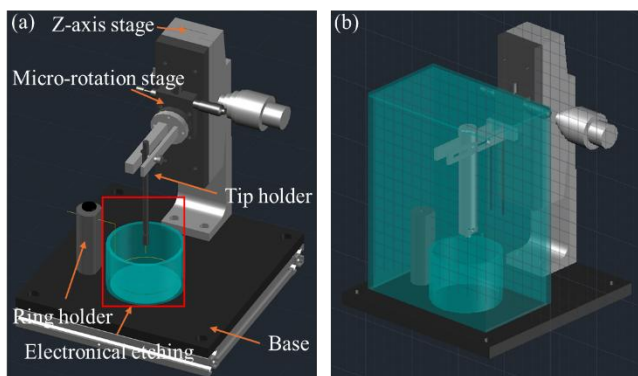 (a)
Z-axis stage
Micro-rotation stage
Tip holder
Ring holder
Electronical etching
Base
(b)